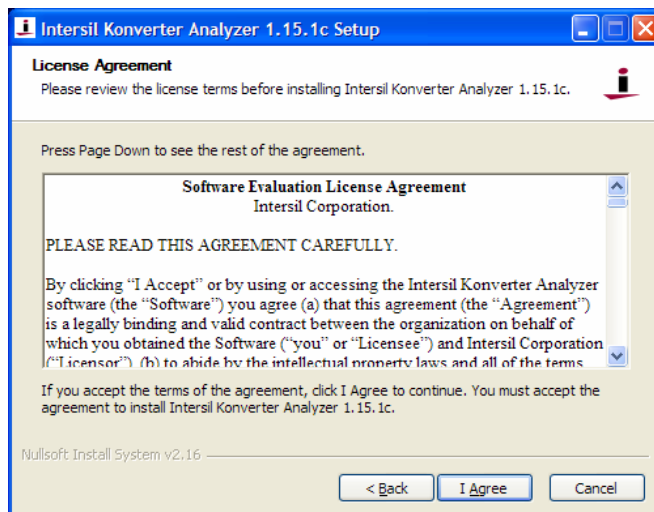 Intersil Konverter Analyzer 1.15.1c Setup
License Agreement
Please review the license terms before installing Intersil Konverter Analyzer 1.15.1c.
Press Page Down to see the rest of the agreement.
Software Evaluation License Agreement
Intersil Corporation.
PLEASE READ THIS AGREEMENT CAREFULLY.
By clicking “I Accept” or by using or accessing the Intersil Konverter Analyzer
software (the “Software”) you agree (a) that this agreement (the “Agreement”)
is a legally binding and valid contract between the organization on behalf of
which you obtained the Software (“you” or “Licensee”) and Intersil Corporation
(“Licensor”), (b) to abide by the intellectual property laws and all of the terms
If you accept the terms of the agreement, click I Agree to continue. You must accept the
agreement to install Intersil Konverter Analyzer 1.15.1c.
Nullsoft Install System v2.16
< Back
I Agree
Cancel